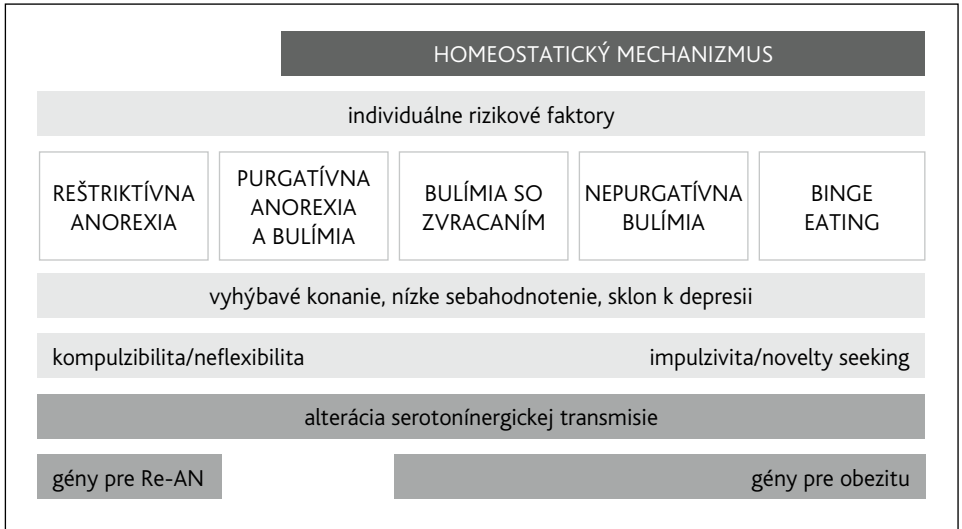 HOMEOSTATICKÝ MECHANIZMUS
individuálne rizikové faktory
REŠTRIKTÍVNA
ANOREXIA
PURGATÍVNA
ANOREXIA
A BULÍMIA
BULÍMIA SO
ZVRACANÍM
NEPURGATÍVNA
BULÍMIA
BINGE
EATING
vyhýbavé konanie, nízke sebahodnotenie, sklon k depresii
kompulzibilita/neflexibilita
impulzivita/novelty seeking
alterácia serotonínergickej transmisie
gény pre Re-AN
gény pre obezitu